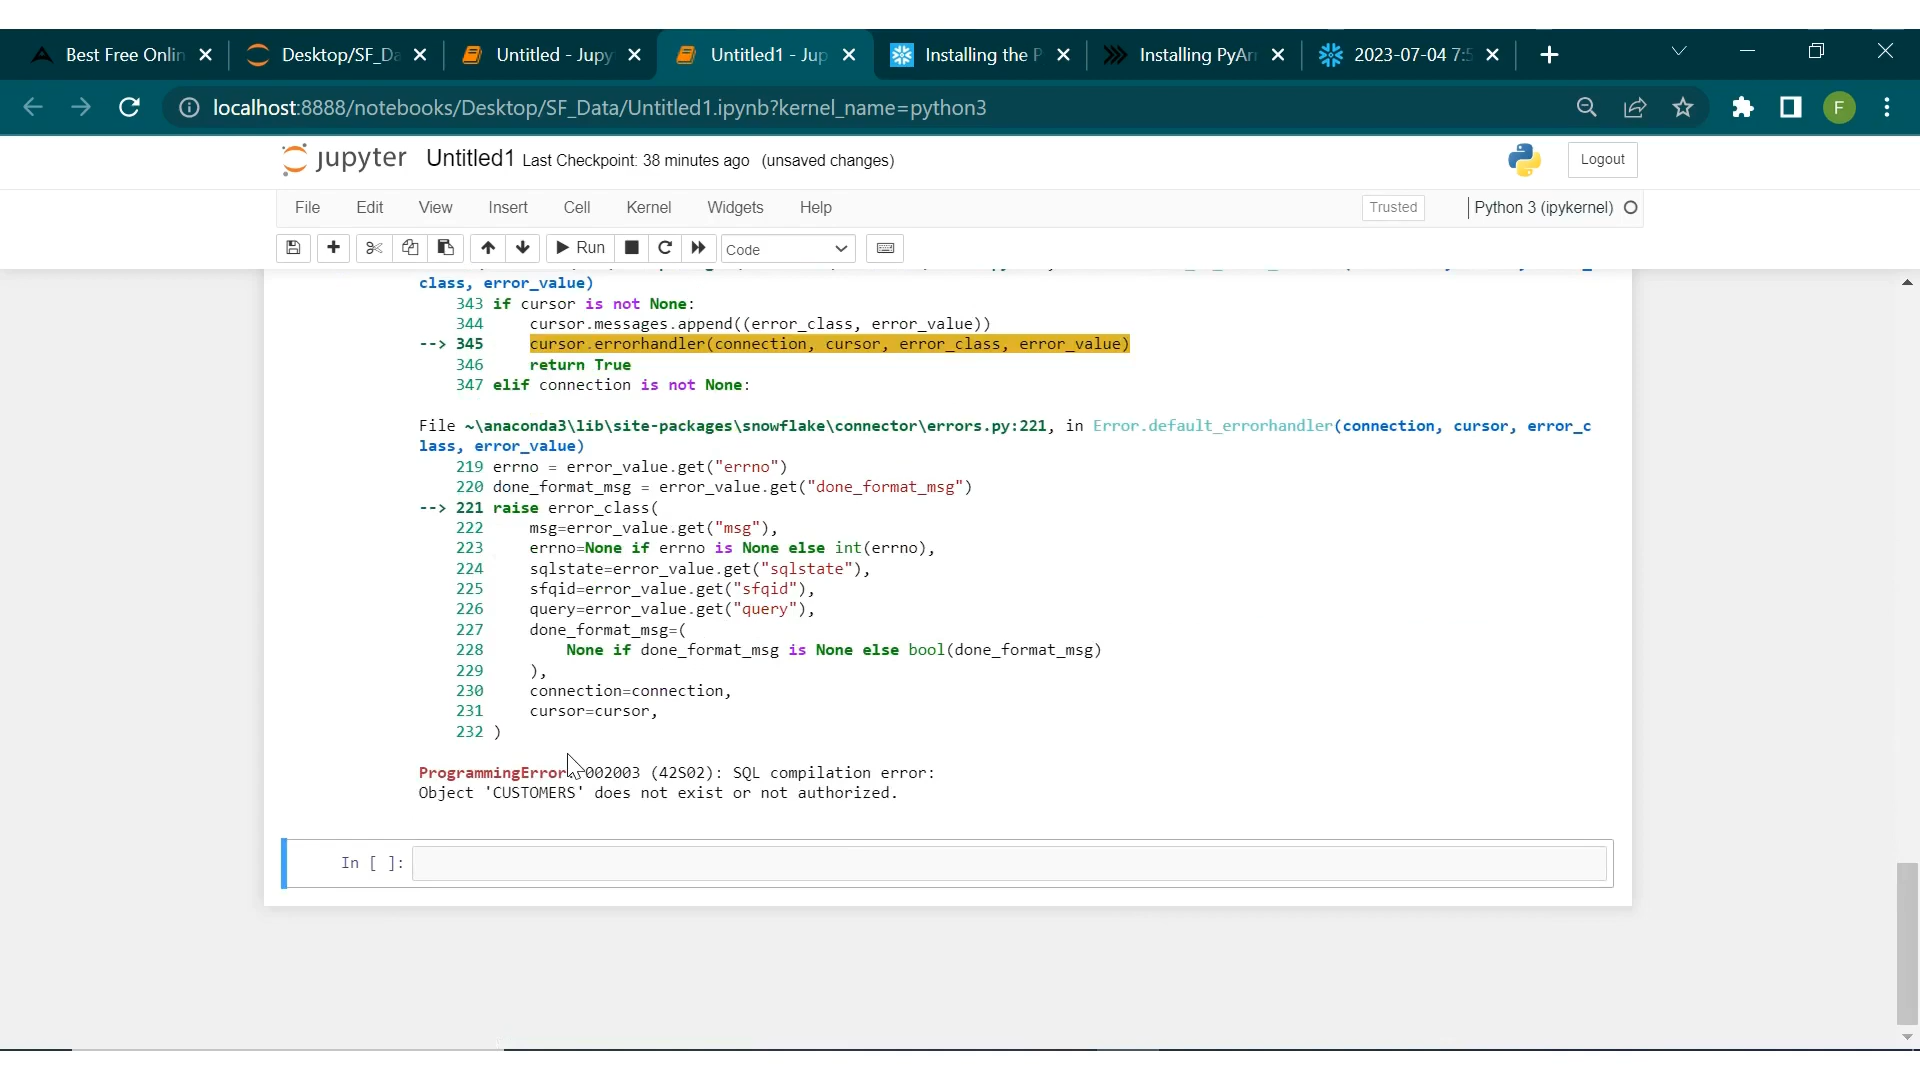 Best Free Onlin
Desktop/SF_Da
Untitled - Jupy
Untitled1 - Jup
Installing the P
Installing PyArr
2023-07-04 7:5
localhost:8888/notebooks/Desktop/SF_Data/Untitled1.ipynb?kernel_name=python3
F
jupyter Untitled1 Last Checkpoint: 38 minutes ago (unsaved changes)
Logout
File Edit View Insert Cell Kernel Widgets Help
Trusted
Python 3 (ipykernel)
Run
Code
class, error_value)
343 if cursor is not None:
344 cursor.messages.append((error_class, error_value))
--> 345 cursor.errorhandler(connection, cursor, error_class, error_value)
346 return True
347 elif connection is not None:
File ~\anaconda3\lib\site-packages\snowflake\connector\errors.py:221, in Error.default_errorhandler(connection, cursor, error_c
lass, error_value)
219 errno = error_value.get("errno")
220 done_format_msg = error_value.get("done_format_msg")
--> 221 raise error_class(
222 msg=error_value.get("msg"),
223 errno=None if errno is None else int(errno),
224 sqlstate=error_value.get("sqlstate"),
225 sfqid=error_value.get("sfqid"),
226 query=error_value.get("query"),
227 done_format_msg=(
228 None if done_format_msg is None else bool(done_format_msg)
229 ),
230 connection=connection,
231 cursor=cursor,
232 )
ProgrammingError 002003 (42S02): SQL compilation error:
Object 'CUSTOMERS' does not exist or not authorized.
In [ ]: